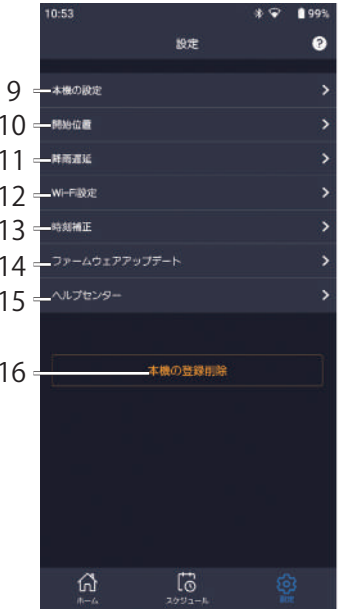 10:53 99%
設定 ?
9 本機の設定
10 開始位置
11 降雨遅延
12 Wi-Fi設定
13 時刻補正
14 ファームウェアアップデート
15 ヘルプセンター
16 本機の登録削除
ホーム スケジュール 設定